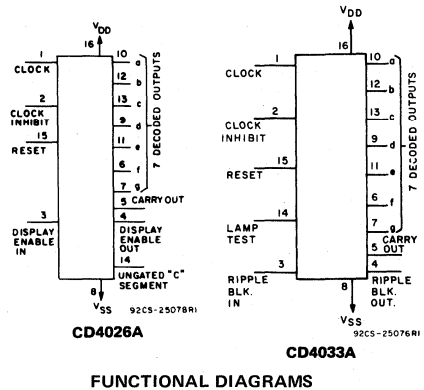 VDD
16
1
CLOCK
2
CLOCK
INHIBIT
15
RESET
3
DISPLAY
ENABLE
IN
10 a
12 b
13 c
9 d
11 e
6 f
7 g
7 DECODED OUTPUTS
5 CARRY OUT
4
DISPLAY
ENABLE
OUT
14
UNGATED "C"
SEGMENT
8
VSS
92CS-25078R1
CD4026A
VDD
16
1
CLOCK
2
CLOCK
INHIBIT
15
RESET
14
LAMP
TEST
3
RIPPLE
BLK.
IN
10 a
12 b
13 c
9 d
11 e
6 f
7 g
7 DECODED OUTPUTS
CARRY
5 OUT
4
RIPPLE
BLK.
OUT.
8
VSS
92CS-25076R1
CD4033A
FUNCTIONAL DIAGRAMS